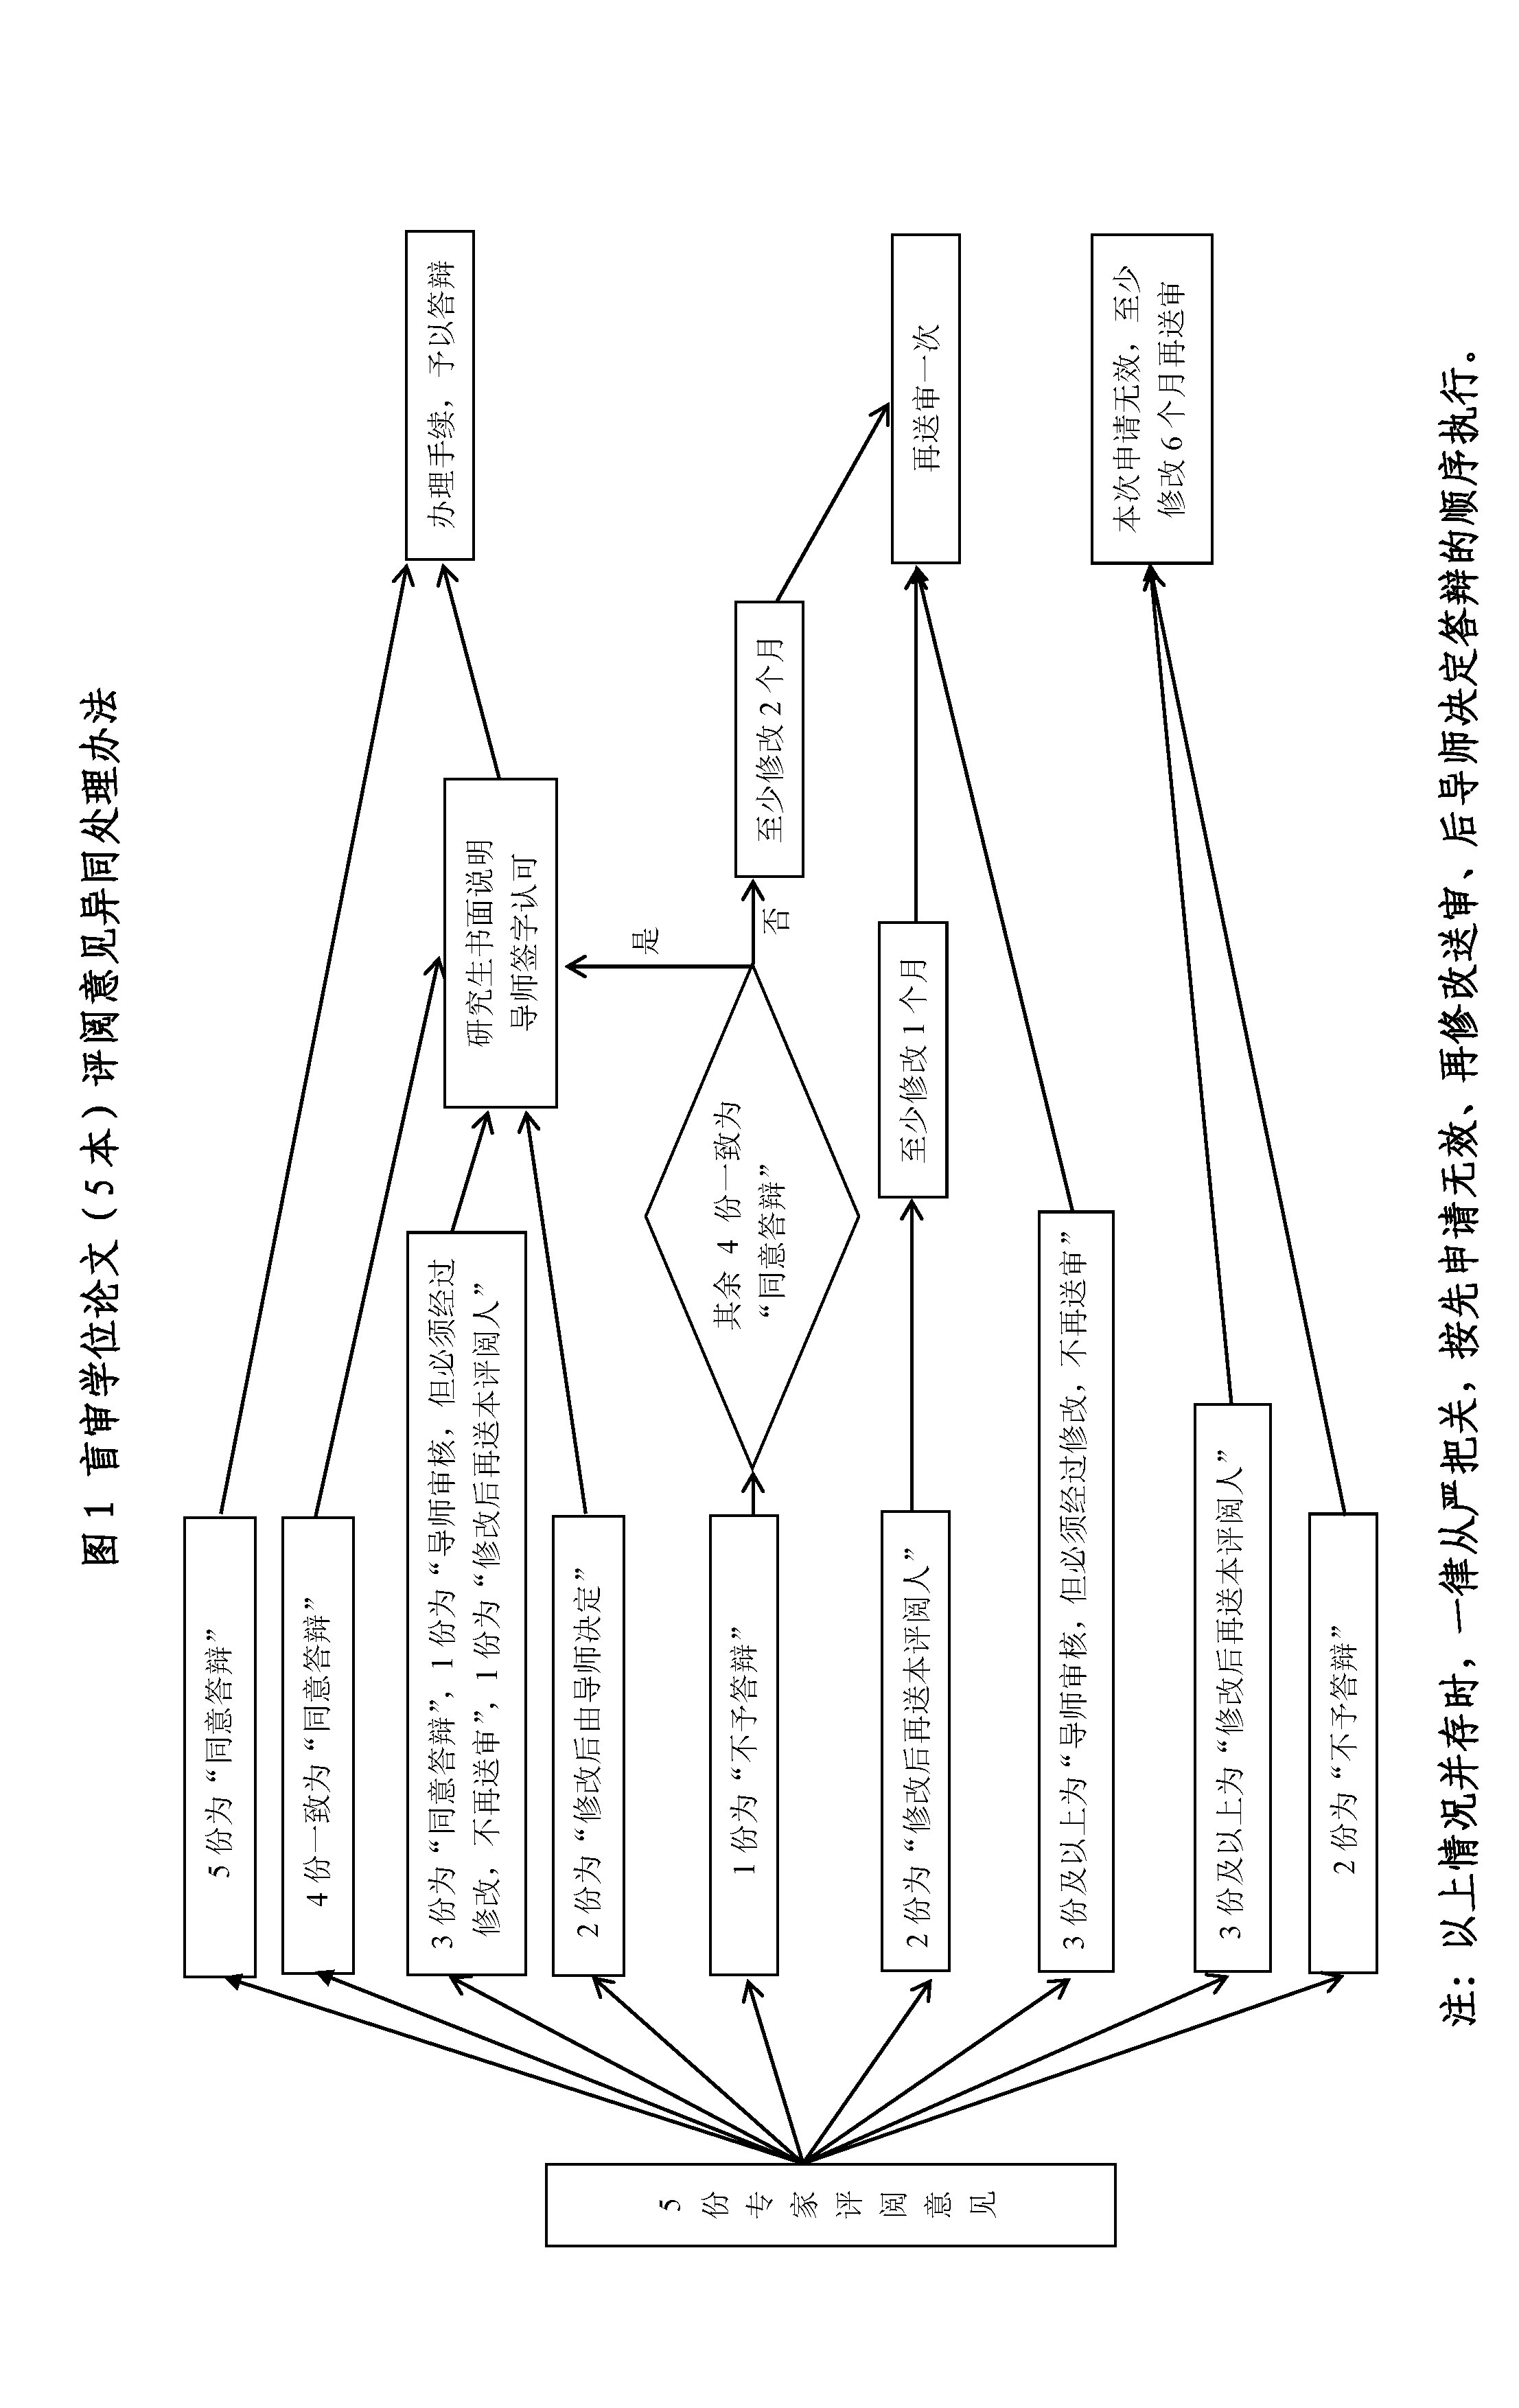 图 1 盲审学位论文（5 本）评阅意见异同处理办法
5 份专家评阅意见
5 份为“同意答辩”
4 份一致为“同意答辩”
3 份为“同意答辩”，1 份为“导师审核，但必须经过
修改，不再送审”，1 份为“修改后再送本评阅人”
2 份为“修改后由导师决定”
1 份为“不予答辩”
2 份为“修改后再送本评阅人”
3 份及以上为“导师审核，但必须经过修改，不再送审”
3 份及以上为“修改后再送本评阅人”
2 份为“不予答辩”
其余 4 份一致为
“同意答辩”
是
否
研究生书面说明
导师签字认可
至少修改 2 个月
至少修改 1 个月
办理手续，予以答辩
再送审一次
本次申请无效，至少
修改 6 个月再送审
注：以上情况并存时，一律从严把关，按先申请无效、再修改送审、后导师决定答辩的顺序执行。